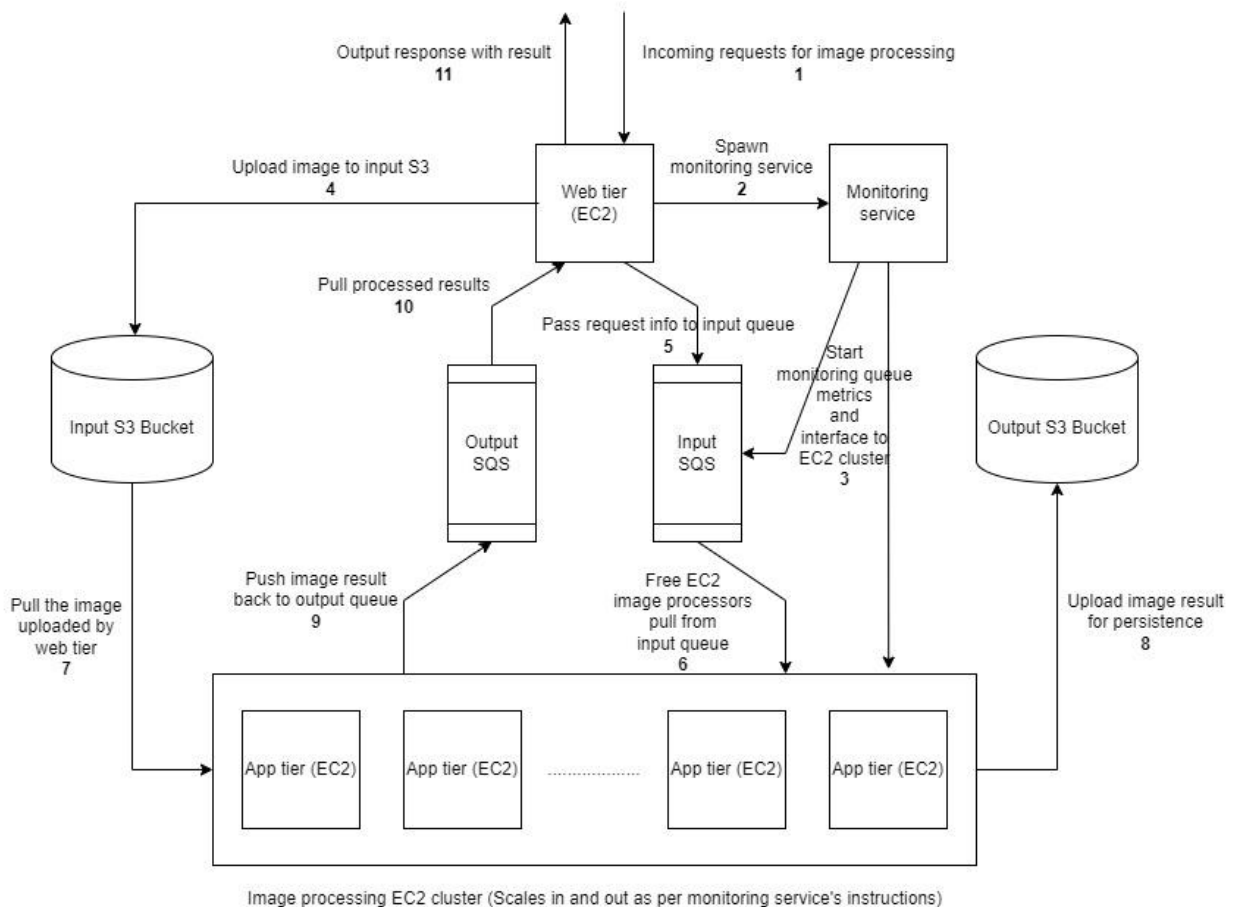 Output response with result
11
Incoming requests for image processing
1
Upload image to input S3
4
Spawn
monitoring service
2
Web tier
(EC2)
Monitoring
service
Pull processed results
10
Pass request info to input queue
5
Start
monitoring queue
metrics
and
interface to
EC2 cluster
3
Input S3 Bucket
Output
SQS
Input
SQS
Output S3 Bucket
Pull the image
uploaded by
web tier
7
Push image result
back to output queue
9
Free EC2
image processors
pull from
input queue
6
Upload image result
for persistence
8
App tier (EC2)
App tier (EC2)
...................
App tier (EC2)
App tier (EC2)
Image processing EC2 cluster (Scales in and out as per monitoring service's instructions)